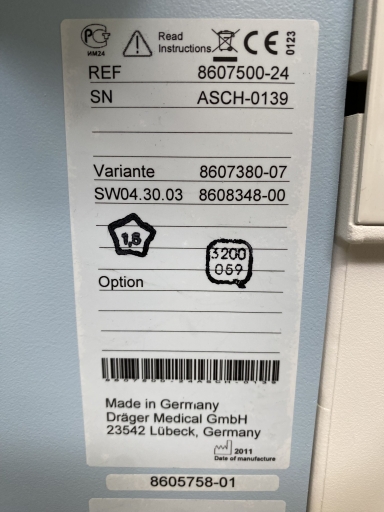 РС
ИМ24
Read
Instructions
CE 0123
REF 8607500-24
SN ASCH-0139
Variante 8607380-07
SW04.30.03 8608348-00
1,8
3200
059
Option
Made in Germany
Dräger Medical GmbH
23542 Lübeck, Germany
2011
Date of manufacture
8605758-01